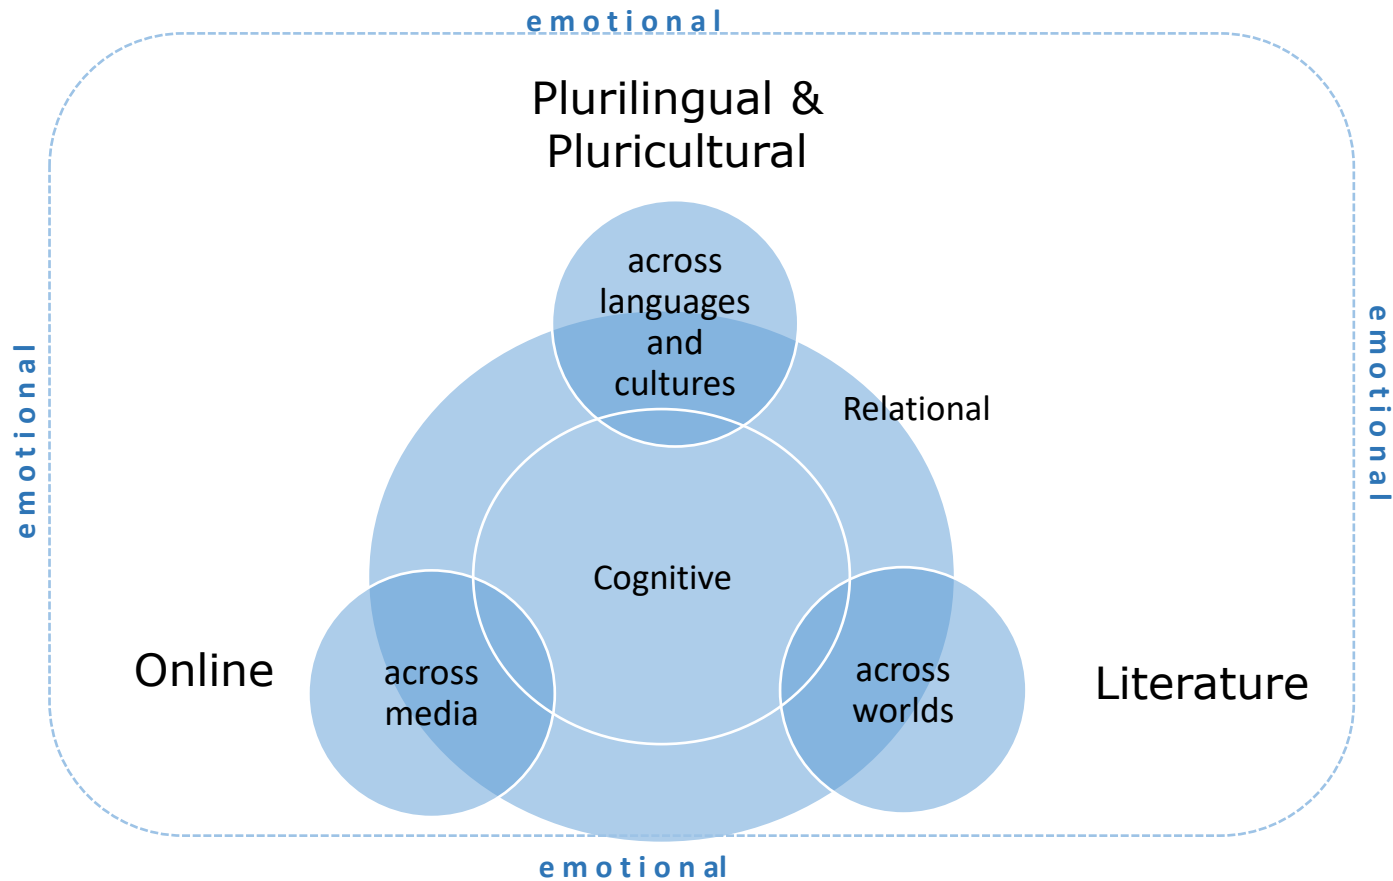 emotional
Plurilingual &
Pluricultural
across
languages
and
cultures
emotional
emotional
Relational
Cognitive
Online
across
media
across
worlds
Literature
emotional